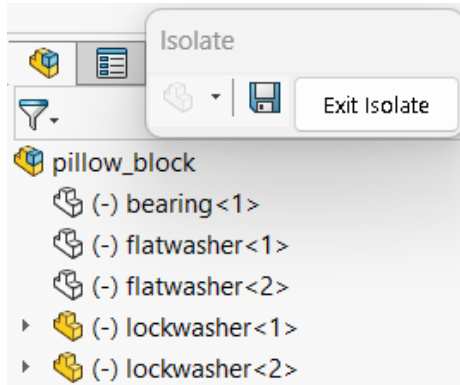 Isolate
Exit Isolate
pillow_block
(-) bearing<1>
(-) flatwasher<1>
(-) flatwasher<2>
(-) lockwasher<1>
(-) lockwasher<2>